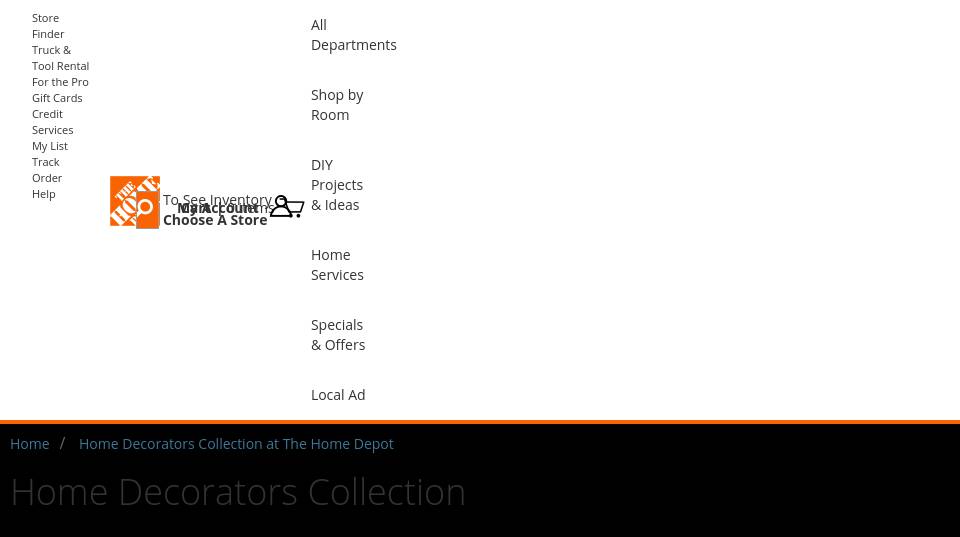 Store
Finder
Truck &
Tool Rental
For the Pro
Gift Cards
Credit
Services
My List
Track
Order
Help
THE
To See Inventory
My Account
Choose A Store
All
Departments
Shop by
Room
DIY
Projects
& Ideas
Home
Services
Specials
& Offers
Local Ad
Home / Home Decorators Collection at The Home Depot
Home Decorators Collection